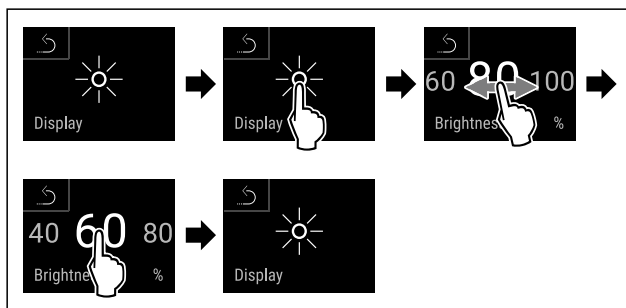 Display
Display
60 80 100
Brightnes %
40 60 80
Brightne %
Display